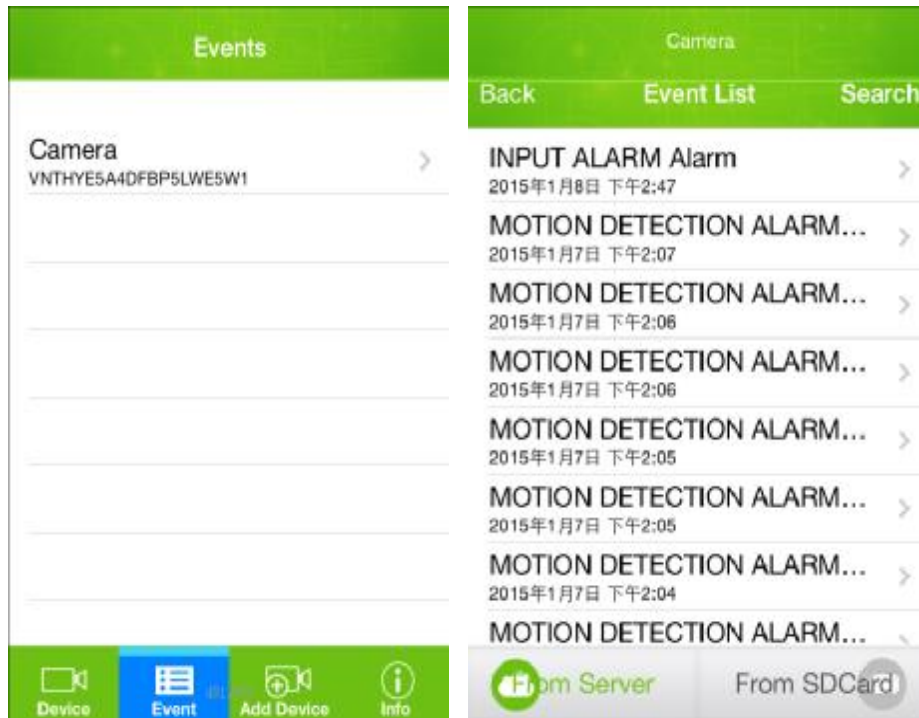 Events
Camera
VNTHYE5A4DFBP5LWE5W1
Device
Event
Add Device
Info
Camera
Back
Event List
Search
INPUT ALARM Alarm
2015年1月8日 下午2:47
MOTION DETECTION ALARM...
2015年1月7日 下午2:07
MOTION DETECTION ALARM...
2015年1月7日 下午2:06
MOTION DETECTION ALARM...
2015年1月7日 下午2:06
MOTION DETECTION ALARM...
2015年1月7日 下午2:05
MOTION DETECTION ALARM...
2015年1月7日 下午2:05
MOTION DETECTION ALARM...
2015年1月7日 下午2:04
MOTION DETECTION ALARM...
From Server
From SDCard